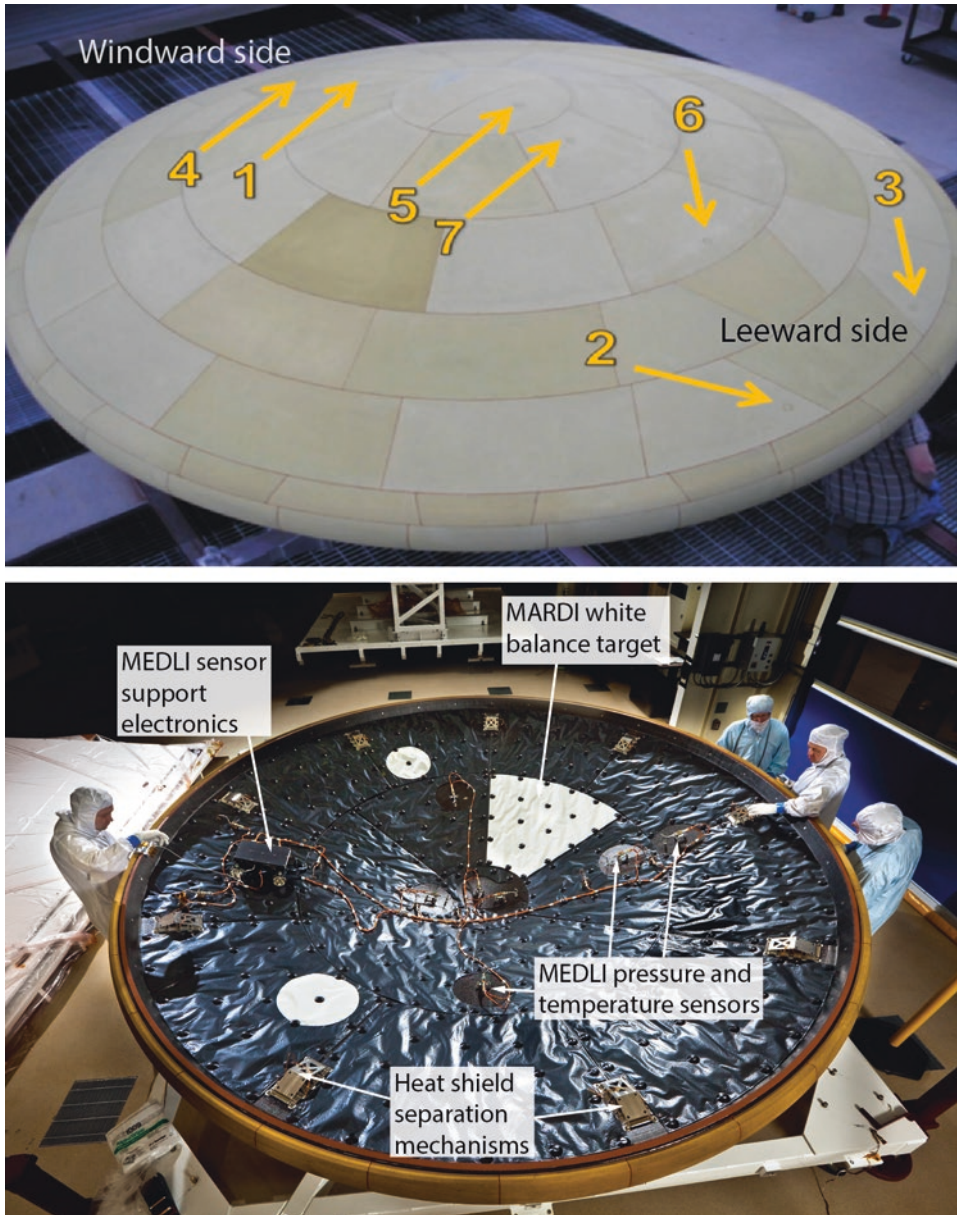 Windward side
4
1
5
7
6
3
2
Leeward side
MARDI white
balance target
MEDLI sensor
support
electronics
MEDLI pressure and
temperature sensors
Heat shield
separation
mechanisms